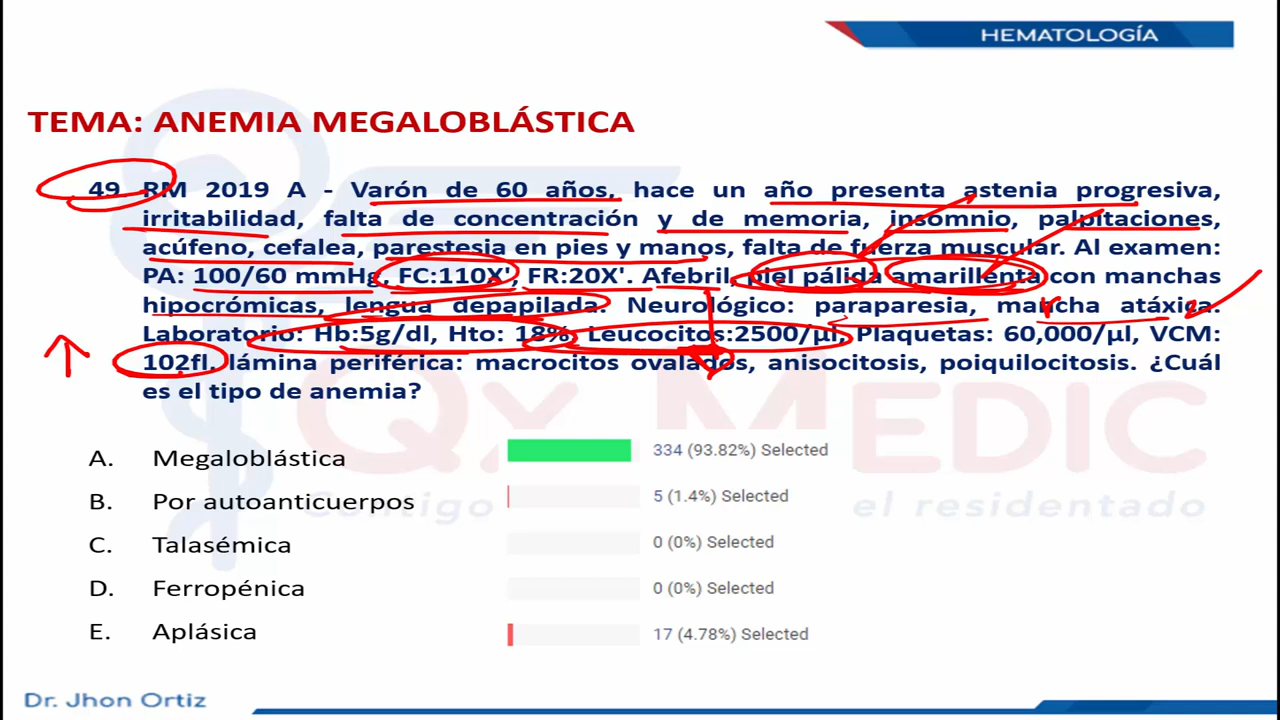 HEMATOLOGÍA
TEMA: ANEMIA MEGALOBLÁSTICA
49 RM 2019 A - Varón de 60 años, hace un año presenta astenia progresiva,
irritabilidad, falta de concentración y de memoria, insomnio, palpitaciones,
acúfeno, cefalea, parestesia en pies y manos, falta de fuerza muscular. Al examen:
PA: 100/60 mmHg, FC:110X', FR:20X'. Afebril, piel pálida amarillenta con manchas
hipocrómicas, lengua depapilada. Neurológico: paraparesia, marcha atáxica.
Laboratorio: Hb:5g/dl, Hto: 18%, Leucocitos:2500/µl, Plaquetas: 60,000/µl, VCM:
102fl. lámina periférica: macrocitos ovalados, anisocitosis, poiquilocitosis. ¿Cuál
es el tipo de anemia?
A. Megaloblástica 334 (93.82%) Selected
B. Por autoanticuerpos 5 (1.4%) Selected
C. Talasémica 0 (0%) Selected
D. Ferropénica 0 (0%) Selected
E. Aplásica 17 (4.78%) Selected
QX MEDIC
Contigo el residentado
Dr. Jhon Ortiz